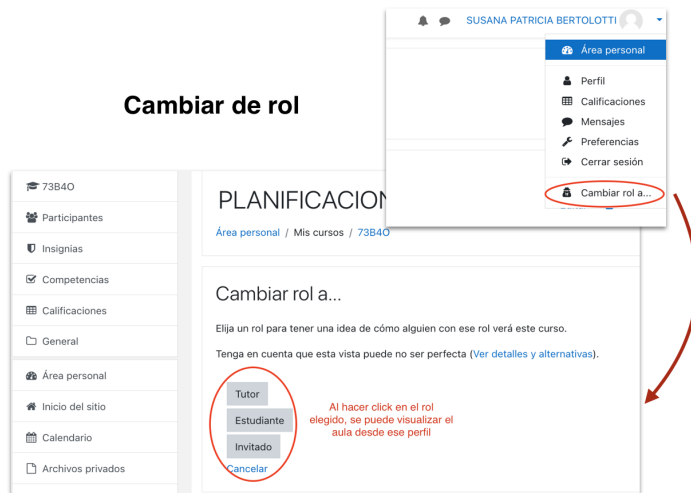 SUSANA PATRICIA BERTOLOTTI
Área personal
Perfil
Calificaciones
Mensajes
Preferencias
Cerrar sesión
Cambiar rol a...
Cambiar de rol
73B4O
Participantes
Insignias
Competencias
Calificaciones
General
Área personal
Inicio del sitio
Calendario
Archivos privados
PLANIFICACION
Área personal / Mis cursos / 73B4O
Cambiar rol a...
Elija un rol para tener una idea de cómo alguien con ese rol verá este curso.
Tenga en cuenta que esta vista puede no ser perfecta (Ver detalles y alternativas).
Tutor
Estudiante
Invitado
Cancelar
Al hacer click en el rol
elegido, se puede visualizar el
aula desde ese perfil